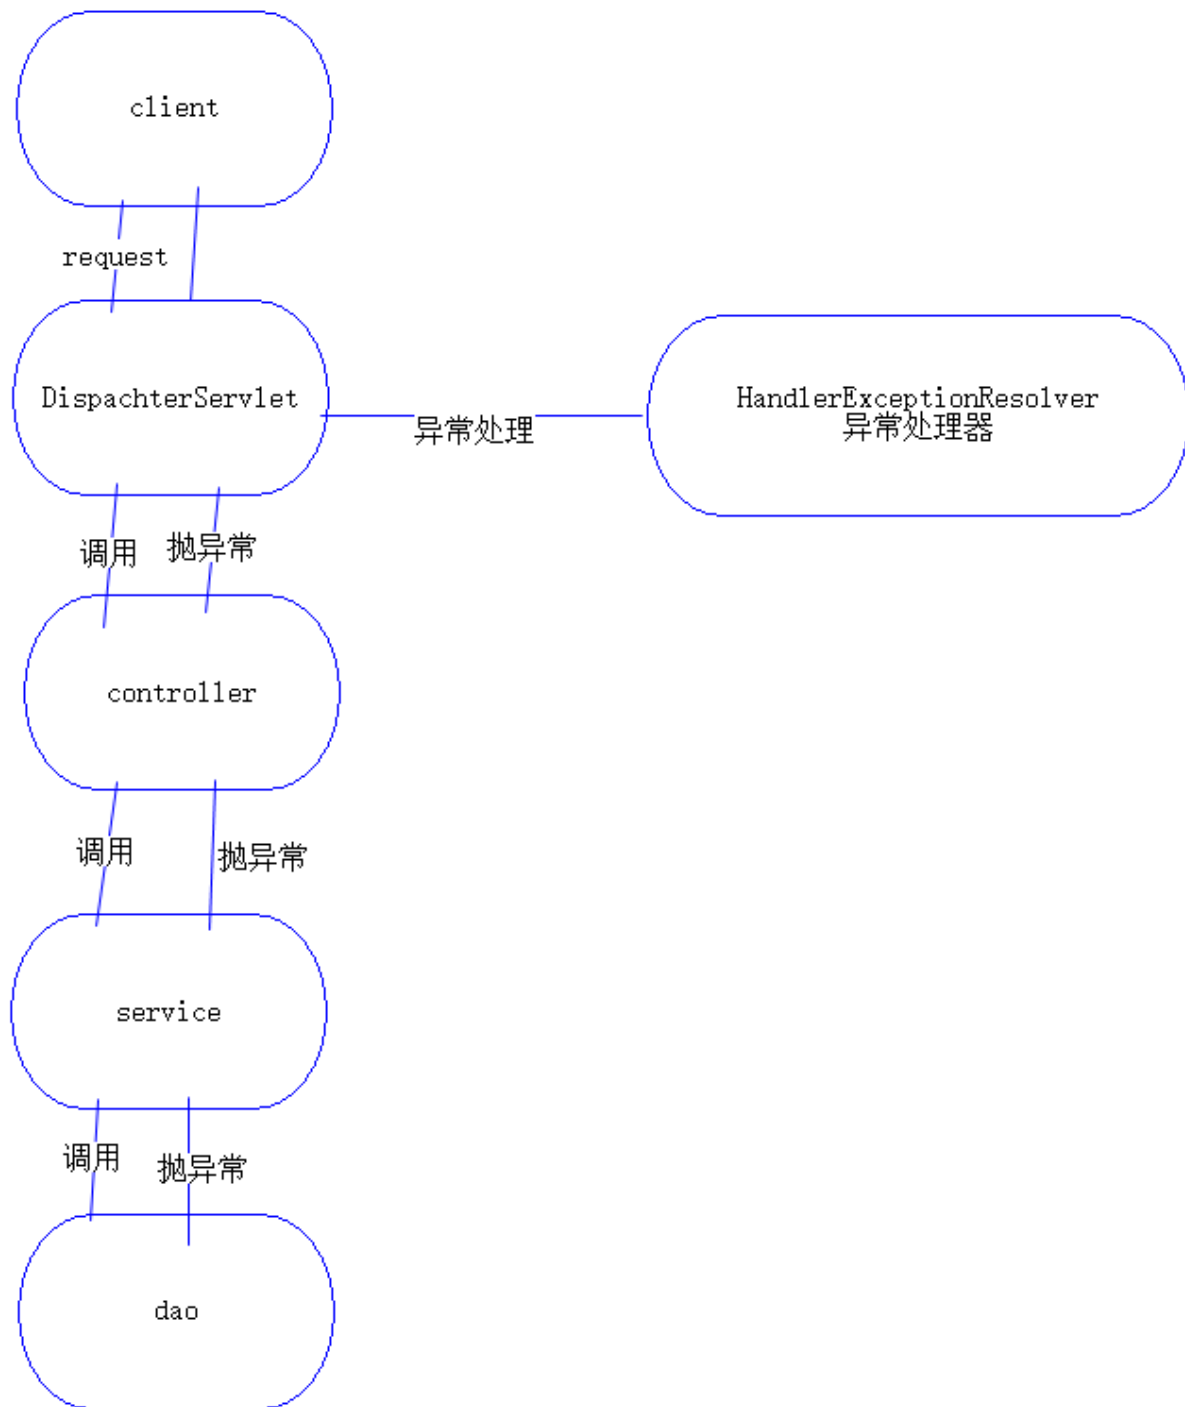 client
request
DispachterServlet
异常处理
HandlerExceptionResolver
异常处理器
调用
抛异常
controller
调用
抛异常
service
调用
抛异常
dao